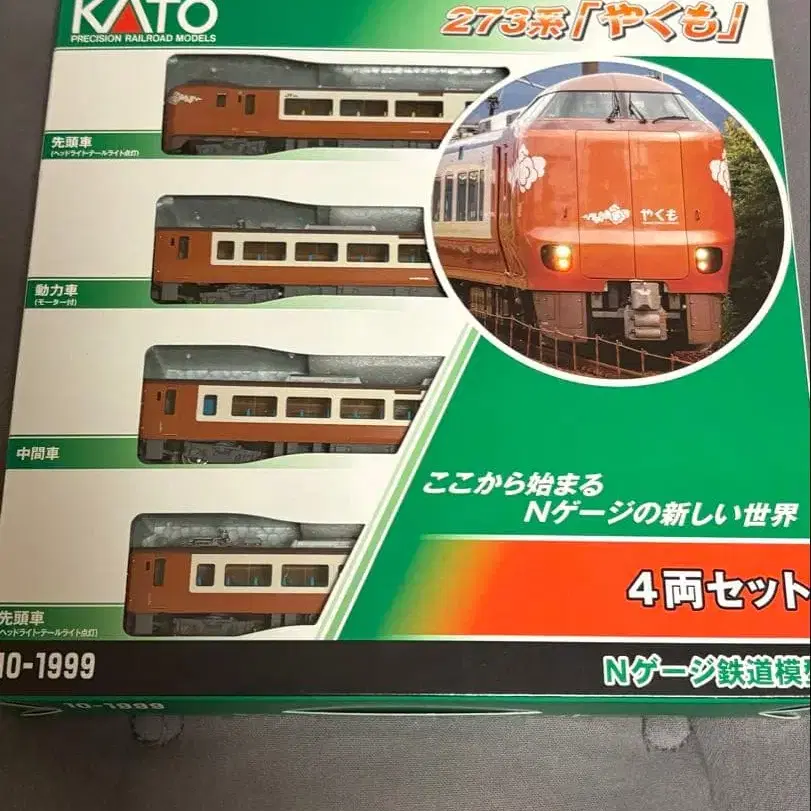 KATO
PRECISION RAILROAD MODELS
273系「やくも」
先頭車
(ヘッドライト・テールライト点灯)
やくも
動力車
(モーター付)
中間車
ここから始まる
Nゲージの新しい世界
4両セット
先頭車
ヘッドライト・テールライト点灯)
10-1999
Nゲージ鉄道模型
10-1999